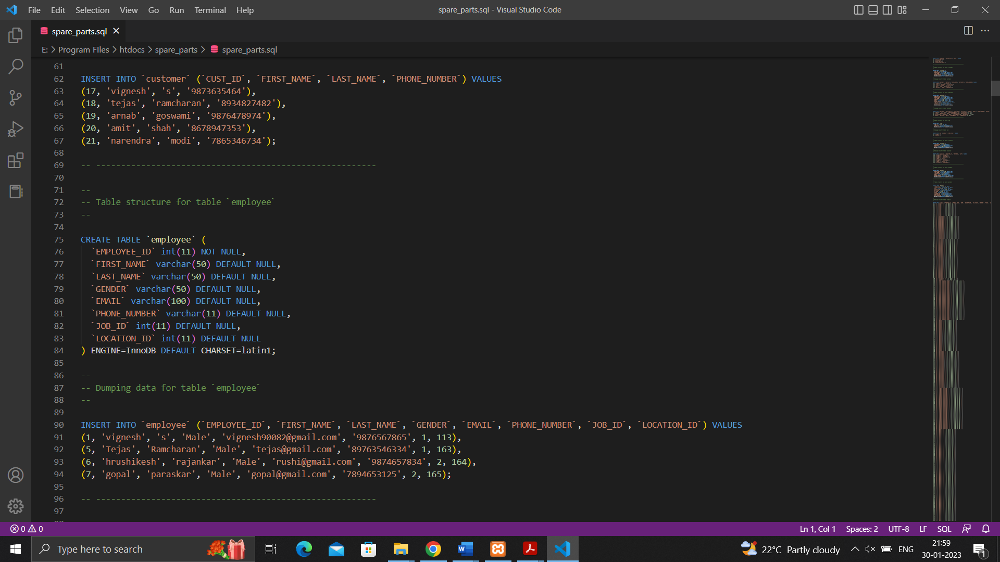 File Edit Selection View Go Run Terminal Help spare_parts.sql - Visual Studio Code
spare_parts.sql
E: > Program FIles > htdocs > spare_parts > spare_parts.sql
61
62 INSERT INTO `customer` (`CUST_ID`, `FIRST_NAME`, `LAST_NAME`, `PHONE_NUMBER`) VALUES
63 (17, 'vignesh', 's', '9873635464'),
64 (18, 'tejas', 'ramcharan', '8934827482'),
65 (19, 'arnab', 'goswami', '9876478974'),
66 (20, 'amit', 'shah', '8678947353'),
67 (21, 'narendra', 'modi', '7865346734');
68
69 -- --------------------------------------------------------
70
71 --
72 -- Table structure for table `employee`
73 --
74
75 CREATE TABLE `employee` (
76 `EMPLOYEE_ID` int(11) NOT NULL,
77 `FIRST_NAME` varchar(50) DEFAULT NULL,
78 `LAST_NAME` varchar(50) DEFAULT NULL,
79 `GENDER` varchar(50) DEFAULT NULL,
80 `EMAIL` varchar(100) DEFAULT NULL,
81 `PHONE_NUMBER` varchar(11) DEFAULT NULL,
82 `JOB_ID` int(11) DEFAULT NULL,
83 `LOCATION_ID` int(11) DEFAULT NULL
84 ) ENGINE=InnoDB DEFAULT CHARSET=latin1;
85
86 --
87 -- Dumping data for table `employee`
88 --
89
90 INSERT INTO `employee` (`EMPLOYEE_ID`, `FIRST_NAME`, `LAST_NAME`, `GENDER`, `EMAIL`, `PHONE_NUMBER`, `JOB_ID`, `LOCATION_ID`) VALUES
91 (1, 'vignesh', 's', 'Male', 'vignesh90082@gmail.com', '9876567865', 1, 113),
92 (5, 'Tejas', 'Ramcharan', 'Male', 'tejas@gmail.com', '89763546334', 1, 163),
93 (6, 'hrushikesh', 'rajankar', 'Male', 'rushi@gmail.com', '9874657834', 2, 164),
94 (7, 'gopal', 'paraskar', 'Male', 'gopal@gmail.com', '7894653125', 2, 165);
95
96 -- --------------------------------------------------------
97
0 0 Ln 1, Col 1 Spaces: 2 UTF-8 LF SQL
Type here to search 22°C Partly cloudy ENG 21:59
30-01-2023 1